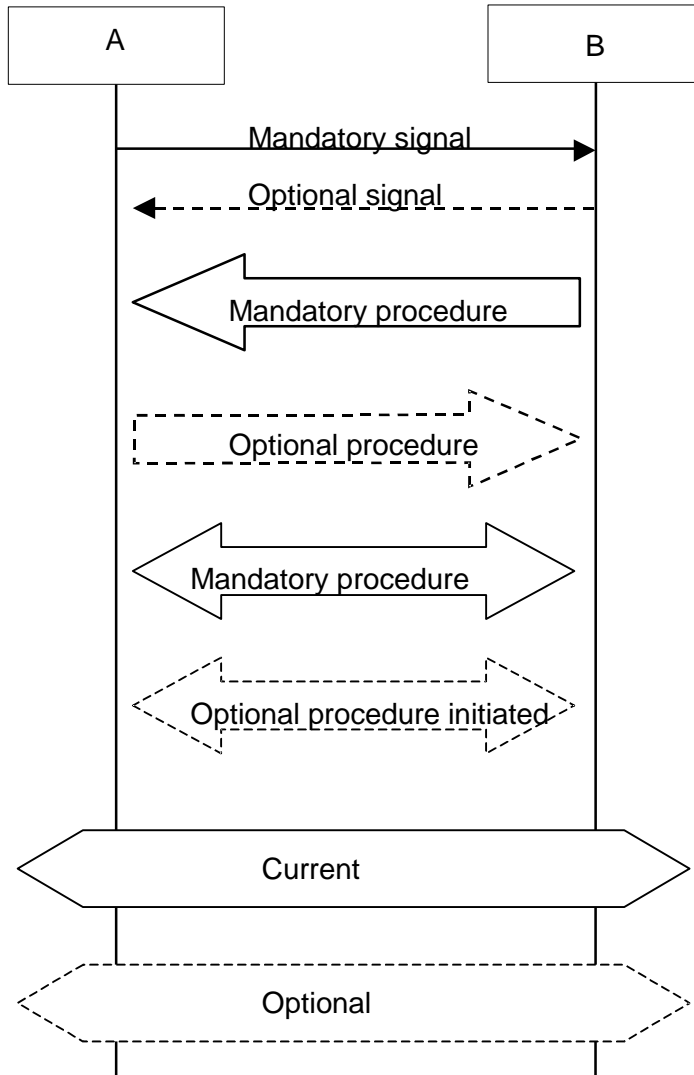 A
B
Mandatory signal
Optional signal
Mandatory procedure
Optional procedure
Mandatory procedure
Optional procedure initiated
Current
Optional